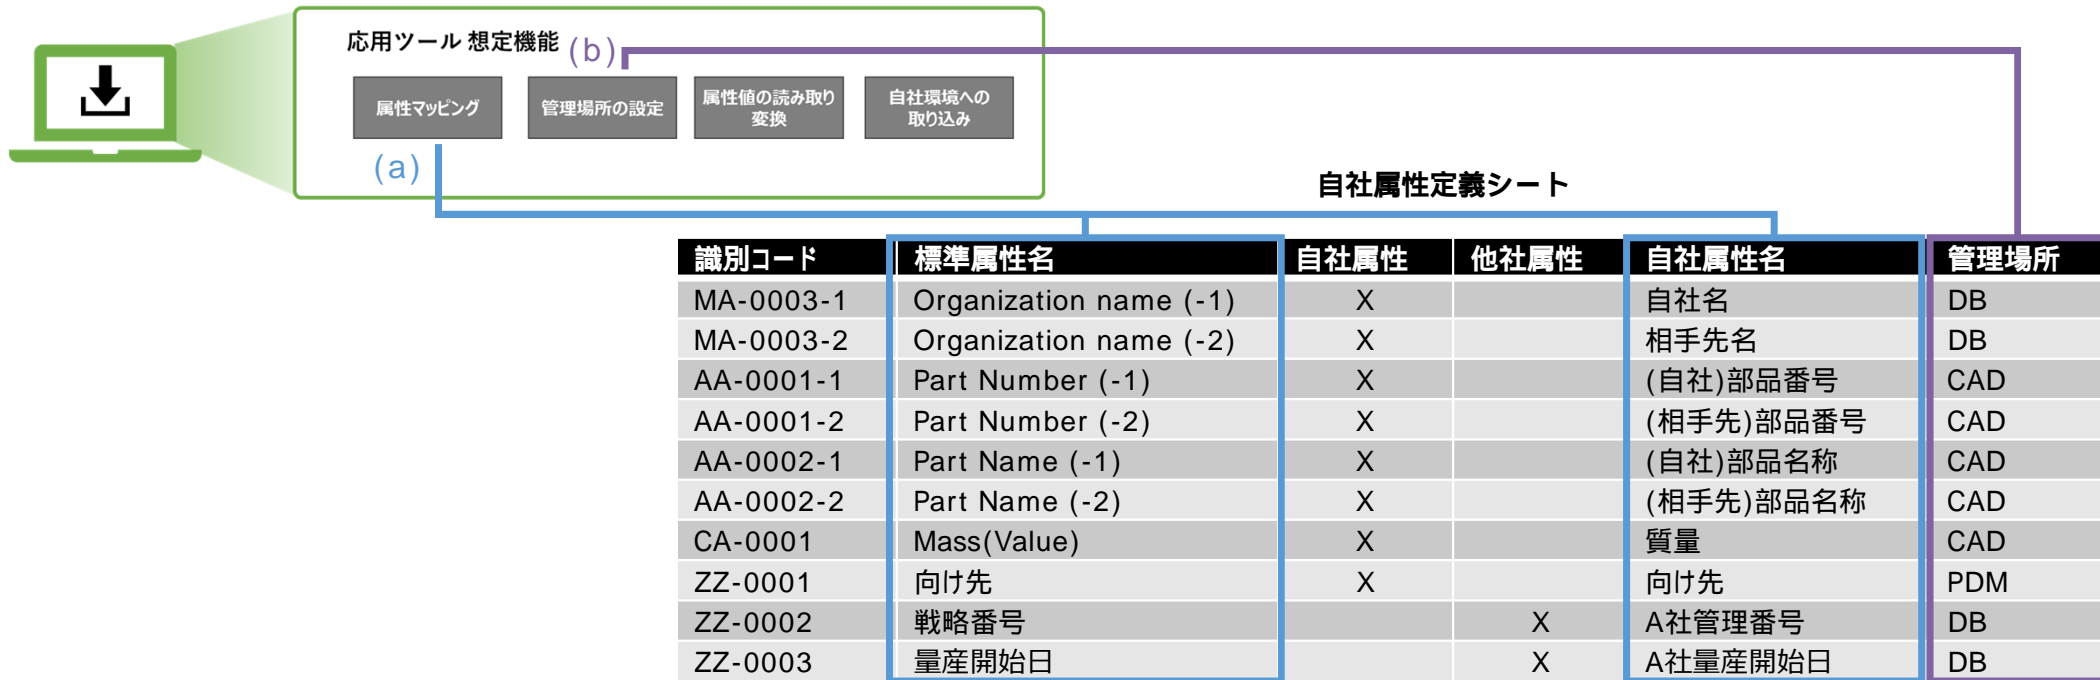 応用ツール 想定機能 (b)
属性マッピング 管理場所の設定 属性値の読み取り 変換 自社環境への 取り込み
(a)
自社属性定義シート
識別コード 標準属性名 自社属性 他社属性 自社属性名 管理場所
MA-0003-1 Organization name (-1) X 自社名 DB
MA-0003-2 Organization name (-2) X 相手先名 DB
AA-0001-1 Part Number (-1) X (自社)部品番号 CAD
AA-0001-2 Part Number (-2) X (相手先)部品番号 CAD
AA-0002-1 Part Name (-1) X (自社)部品名称 CAD
AA-0002-2 Part Name (-2) X (相手先)部品名称 CAD
CA-0001 Mass(Value) X 質量 CAD
ZZ-0001 向け先 X 向け先 PDM
ZZ-0002 戦略番号 X A社管理番号 DB
ZZ-0003 量産開始日 X A社量産開始日 DB